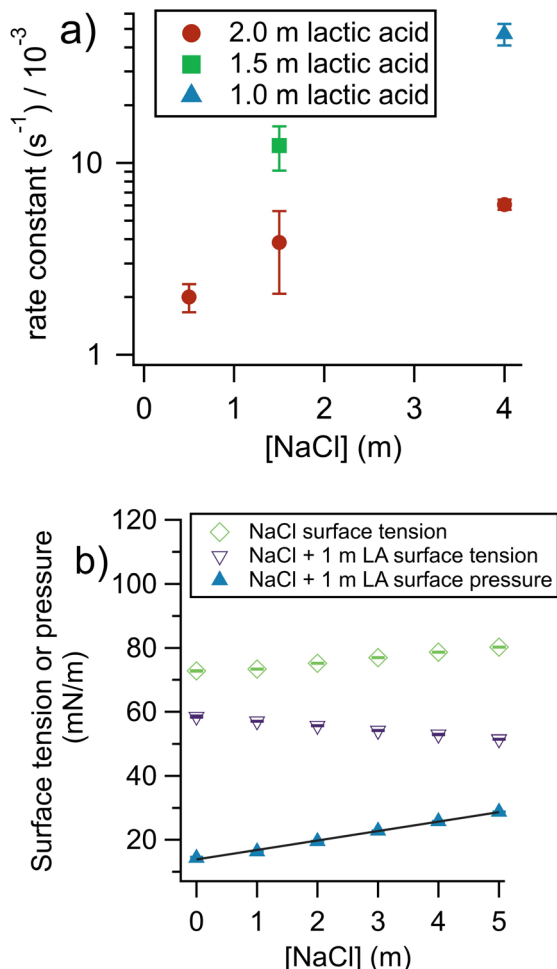 a)
2.0 m lactic acid
1.5 m lactic acid
1.0 m lactic acid
rate constant (s⁻¹) / 10⁻³
10
1
0 1 2 3 4
[NaCl] (m)
b)
NaCl surface tension
NaCl + 1 m LA surface tension
NaCl + 1 m LA surface pressure
Surface tension or pressure
(mN/m)
120
100
80
60
40
20
0 1 2 3 4 5
[NaCl] (m)